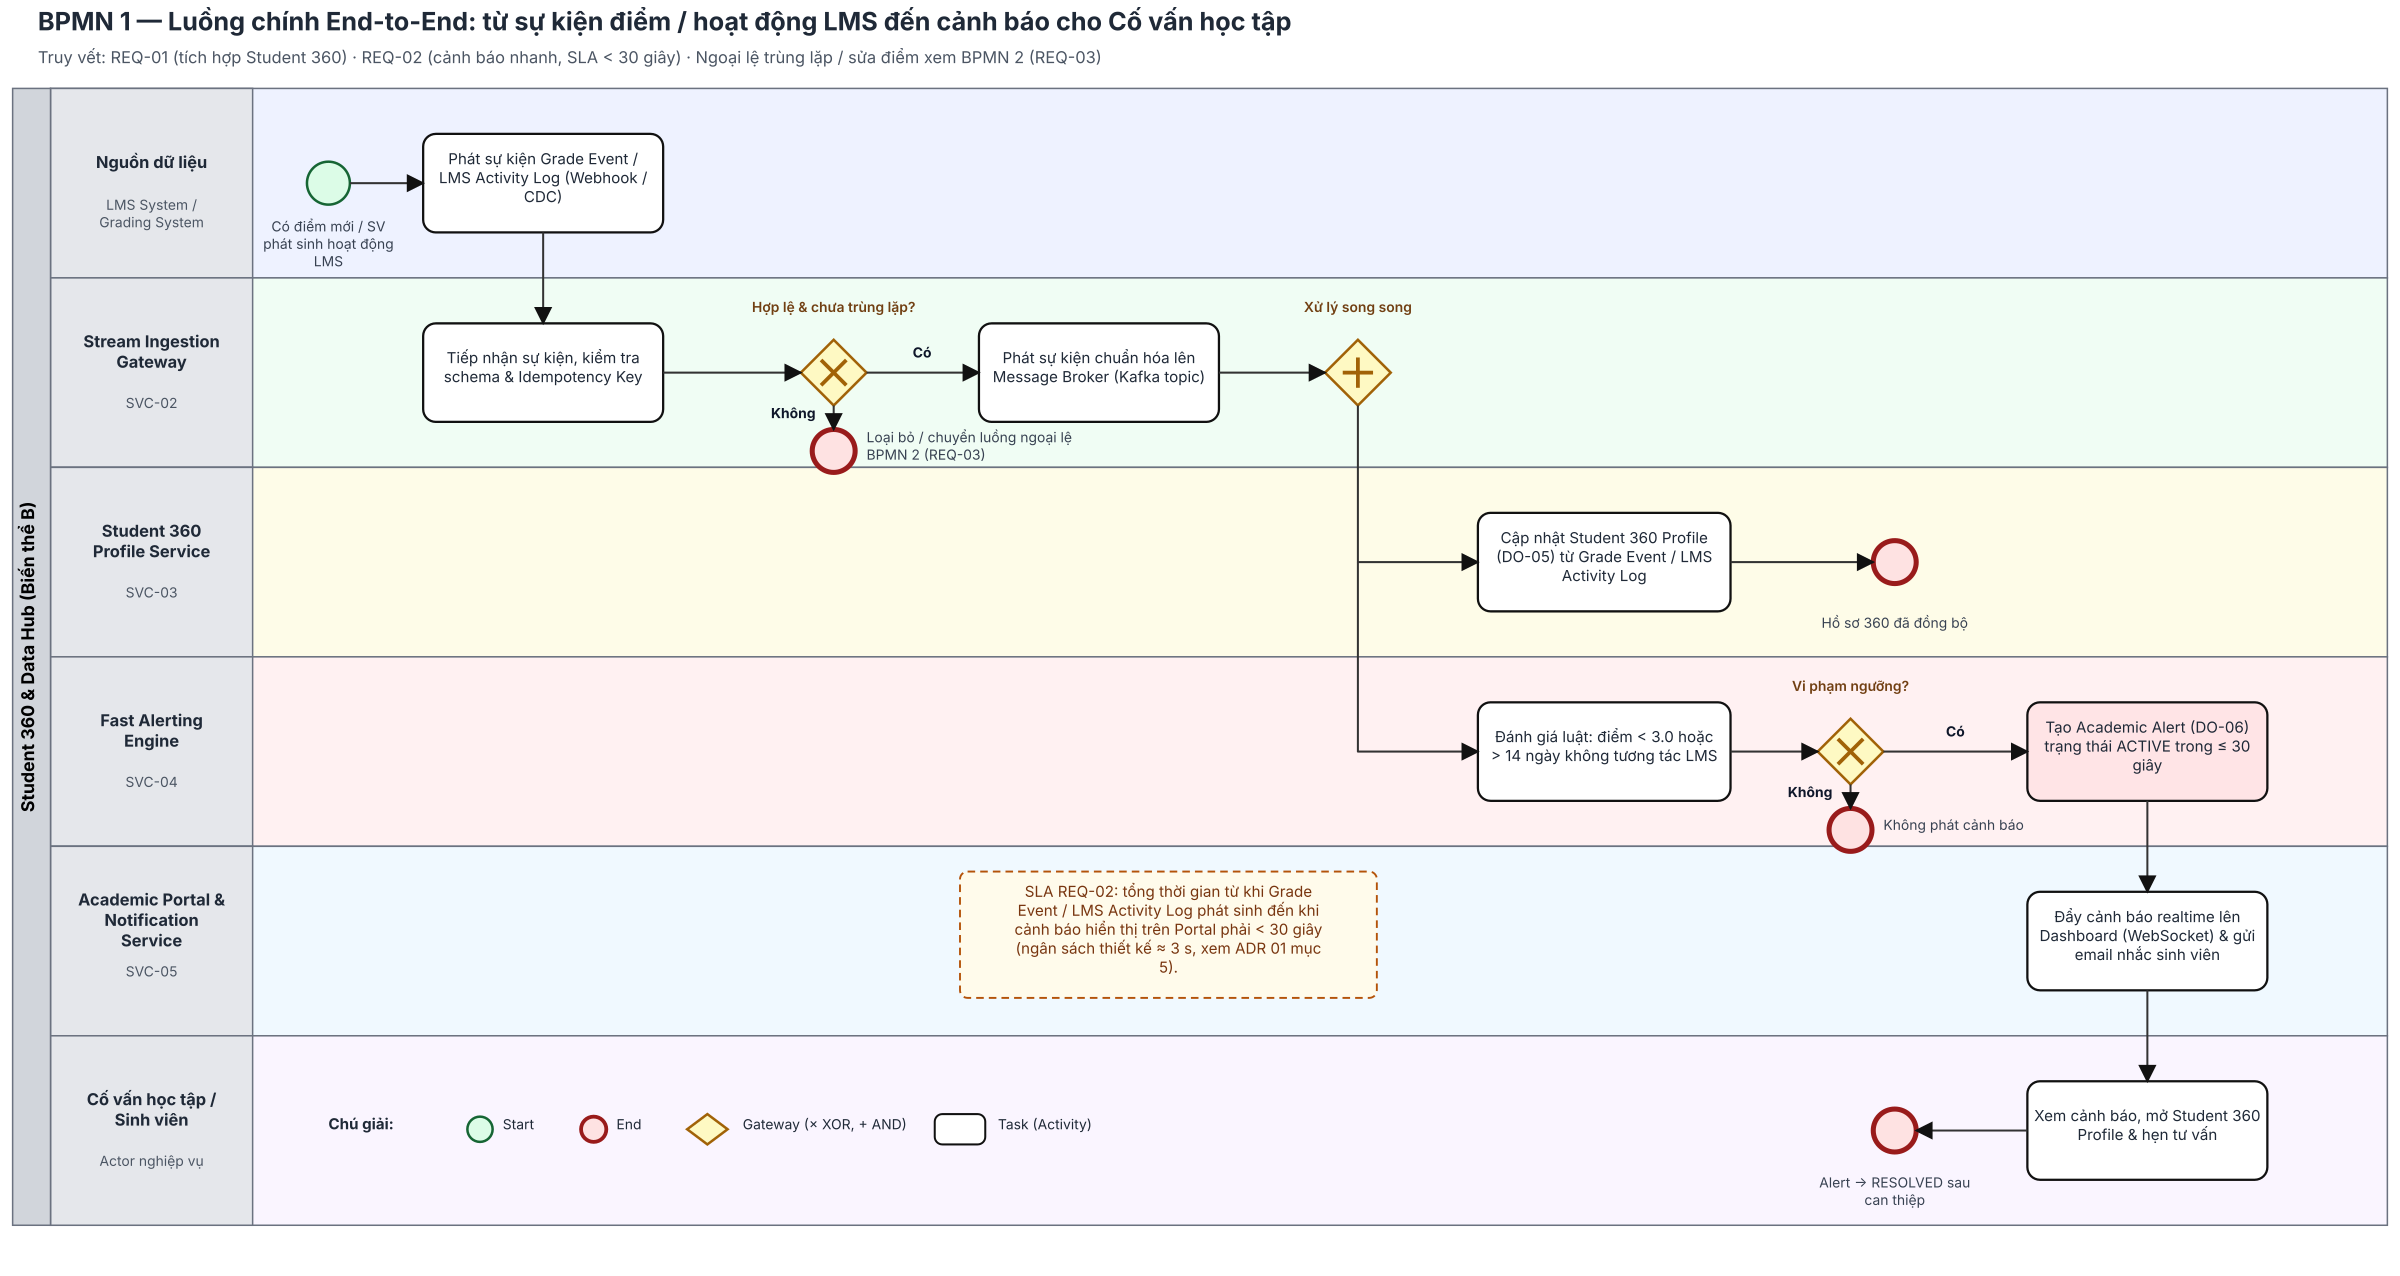 BPMN 1 — Luồng chính End-to-End: từ sự kiện điểm / hoạt động LMS đến cảnh báo cho Cố vấn học tập
Truy vết: REQ-01 (tích hợp Student 360) · REQ-02 (cảnh báo nhanh, SLA < 30 giây) · Ngoại lệ trùng lặp / sửa điểm xem BPMN 2 (REQ-03)
Student 360 & Data Hub (Biến thể B)
Nguồn dữ liệu
LMS System /
Grading System
Có điểm mới / SV
phát sinh hoạt động
LMS
Phát sự kiện Grade Event /
LMS Activity Log (Webhook /
CDC)
Stream Ingestion
Gateway
SVC-02
Tiếp nhận sự kiện, kiểm tra
schema & Idempotency Key
Hợp lệ & chưa trùng lặp?
Có
Không
Loại bỏ / chuyển luồng ngoại lệ
BPMN 2 (REQ-03)
Phát sự kiện chuẩn hóa lên
Message Broker (Kafka topic)
Xử lý song song
Student 360
Profile Service
SVC-03
Cập nhật Student 360 Profile
(DO-05) từ Grade Event / LMS
Activity Log
Hồ sơ 360 đã đồng bộ
Fast Alerting
Engine
SVC-04
Đánh giá luật: điểm < 3.0 hoặc
> 14 ngày không tương tác LMS
Vi phạm ngưỡng?
Có
Không
Không phát cảnh báo
Tạo Academic Alert (DO-06)
trạng thái ACTIVE trong ≤ 30
giây
Academic Portal &
Notification
Service
SVC-05
SLA REQ-02: tổng thời gian từ khi Grade
Event / LMS Activity Log phát sinh đến khi
cảnh báo hiển thị trên Portal phải < 30 giây
(ngân sách thiết kế ≈ 3 s, xem ADR 01 mục
5).
Đẩy cảnh báo realtime lên
Dashboard (WebSocket) & gửi
email nhắc sinh viên
Cố vấn học tập /
Sinh viên
Actor nghiệp vụ
Chú giải:
Start
End
Gateway (× XOR, + AND)
Task (Activity)
Xem cảnh báo, mở Student 360
Profile & hẹn tư vấn
Alert → RESOLVED sau
can thiệp